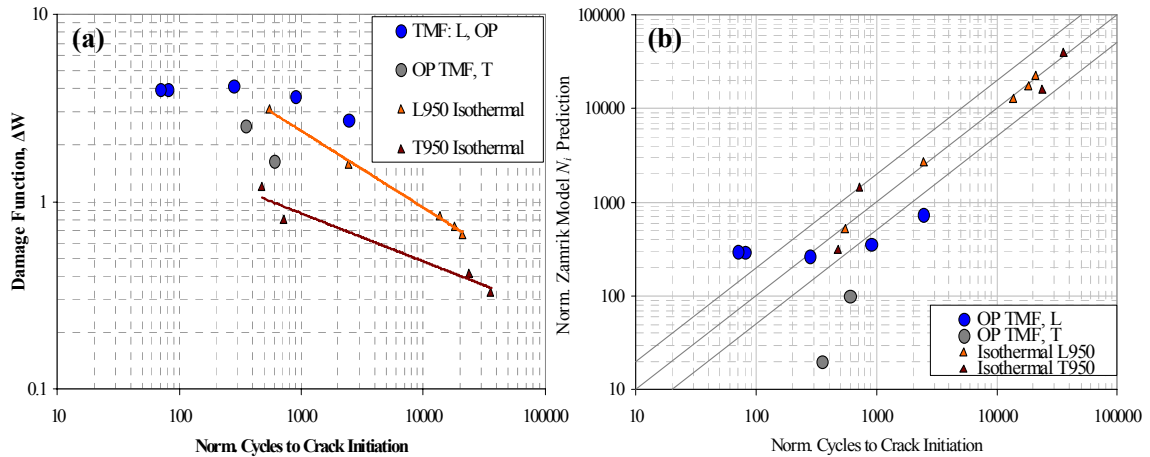 (a)
10
1
0.1
Damage Function, ΔW
TMF: L, OP
OP TMF, T
L950 Isothermal
T950 Isothermal
10 100 1000 10000 100000
Norm. Cycles to Crack Initiation
(b)
100000
10000
1000
100
10
Norm. Zamrik Model Ni Prediction
OP TMF, L
OP TMF, T
Isothermal L950
Isothermal T950
10 100 1000 10000 100000
Norm. Cycles to Crack Initiation